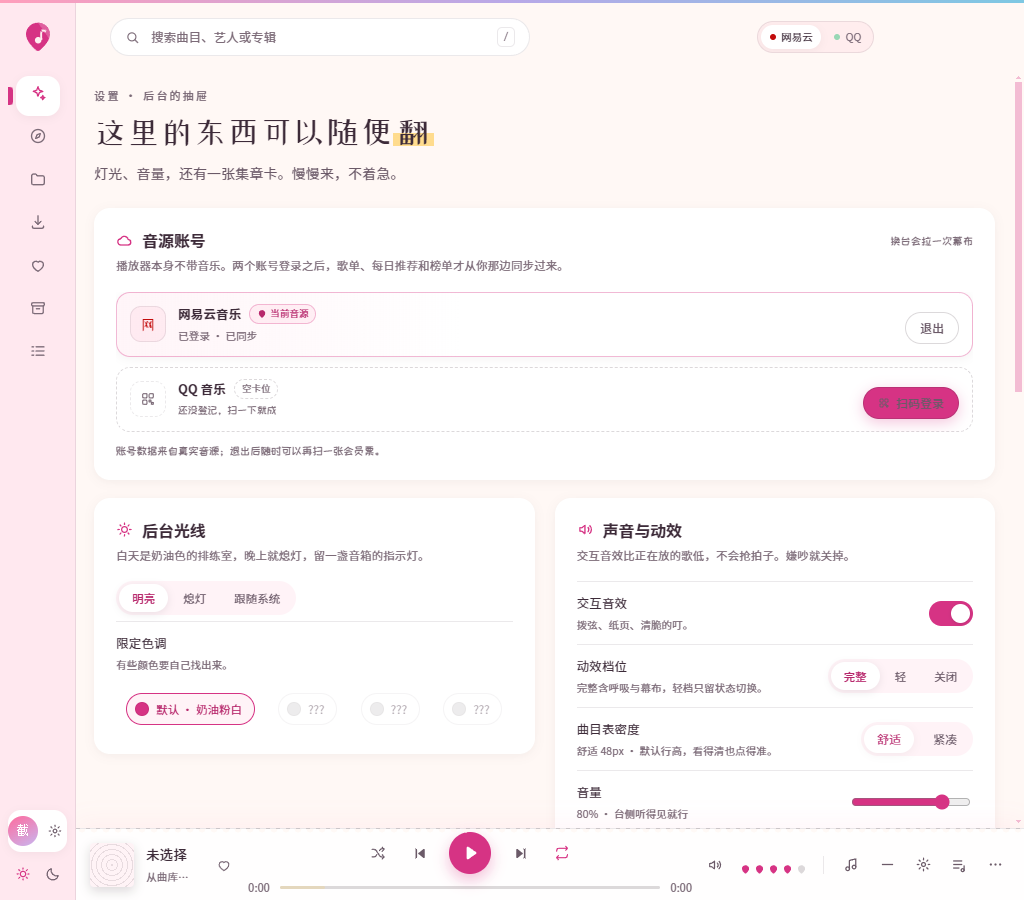 搜索曲目、艺人或专辑
/
网易云
QQ
设置 · 后台的抽屉
这里的东西可以随便翻
灯光、音量，还有一张集章卡。慢慢来，不着急。
音源账号
换台会拉一次幕布
播放器本身不带音乐。两个账号登录之后，歌单、每日推荐和榜单才从你那边同步过来。
网
网易云音乐
当前音源
已登录 · 已同步
退出
QQ 音乐
空卡位
还没登记，扫一下就成
扫码登录
账号数据来自真实音源；退出后随时可以再扫一张会员票。
后台光线
白天是奶油色的排练室，晚上就熄灯，留一盏音箱的指示灯。
明亮
熄灯
跟随系统
限定色调
有些颜色要自己找出来。
默认 · 奶油粉白
???
???
???
声音与动效
交互音效比正在放的歌低，不会抢拍子。嫌吵就关掉。
交互音效
拨弦、纸页、清脆的叮。
动效档位
完整含呼吸与幕布，轻档只留状态切换。
完整
轻
关闭
曲目表密度
舒适 48px · 默认行高，看得清也点得准。
舒适
紧凑
音量
80% · 台侧听得见就行
截
未选择
从曲库…
0:00
0:00